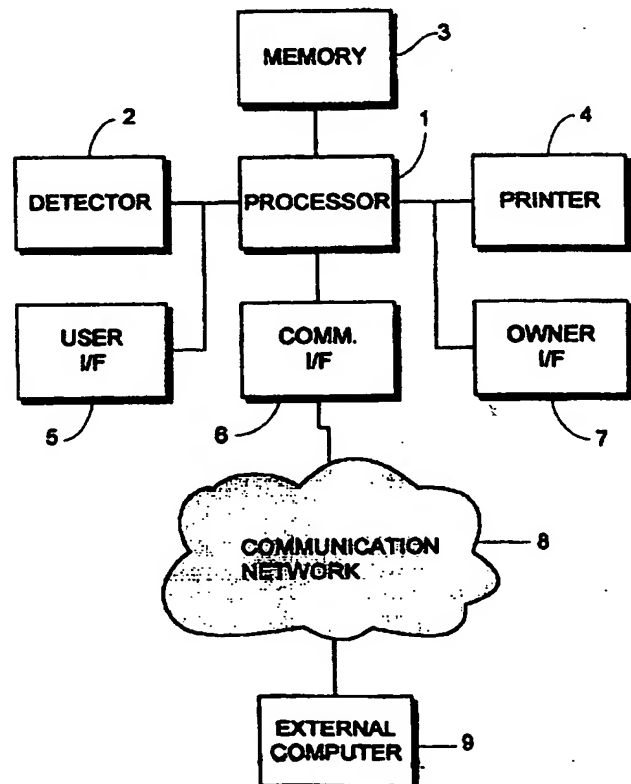 3
MEMORY
2
1
4
DETECTOR
PROCESSOR
PRINTER
USER
I/F
COMM.
I/F
OWNER
I/F
5
6
7
COMMUNICATION
NETWORK
8
EXTERNAL
COMPUTER
9